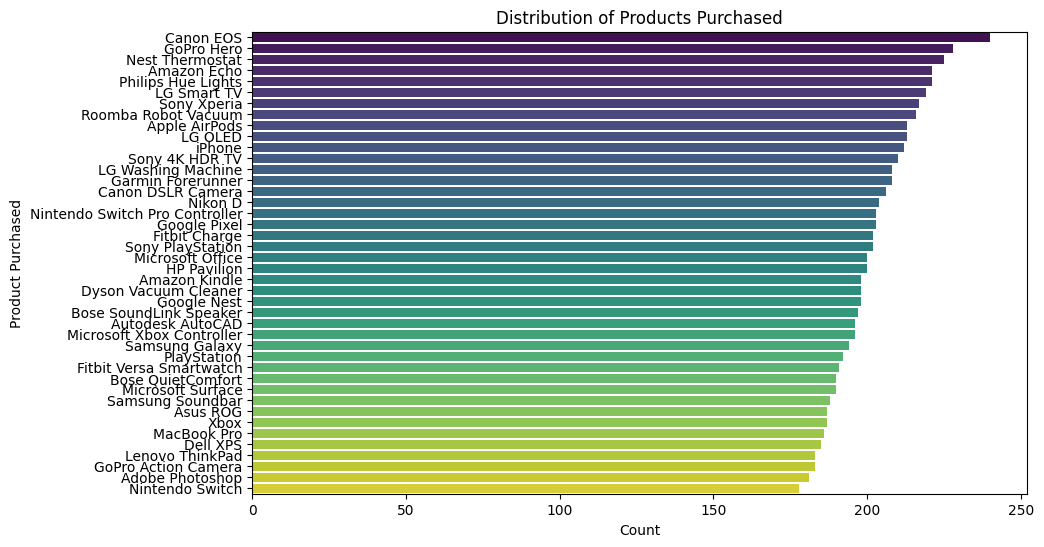 Distribution of Products Purchased
Canon EOS
GoPro Hero
Nest Thermostat
Amazon Echo
Philips Hue Lights
LG Smart TV
Sony Xperia
Roomba Robot Vacuum
Apple AirPods
LG OLED
iPhone
Sony 4K HDR TV
LG Washing Machine
Garmin Forerunner
Canon DSLR Camera
Nikon D
Nintendo Switch Pro Controller
Google Pixel
Fitbit Charge
Sony PlayStation
Microsoft Office
HP Pavilion
Amazon Kindle
Dyson Vacuum Cleaner
Google Nest
Bose SoundLink Speaker
Autodesk AutoCAD
Microsoft Xbox Controller
Samsung Galaxy
PlayStation
Fitbit Versa Smartwatch
Bose QuietComfort
Microsoft Surface
Samsung Soundbar
Asus ROG
Xbox
MacBook Pro
Dell XPS
Lenovo ThinkPad
GoPro Action Camera
Adobe Photoshop
Nintendo Switch
Product Purchased
0 50 100 150 200 250
Count